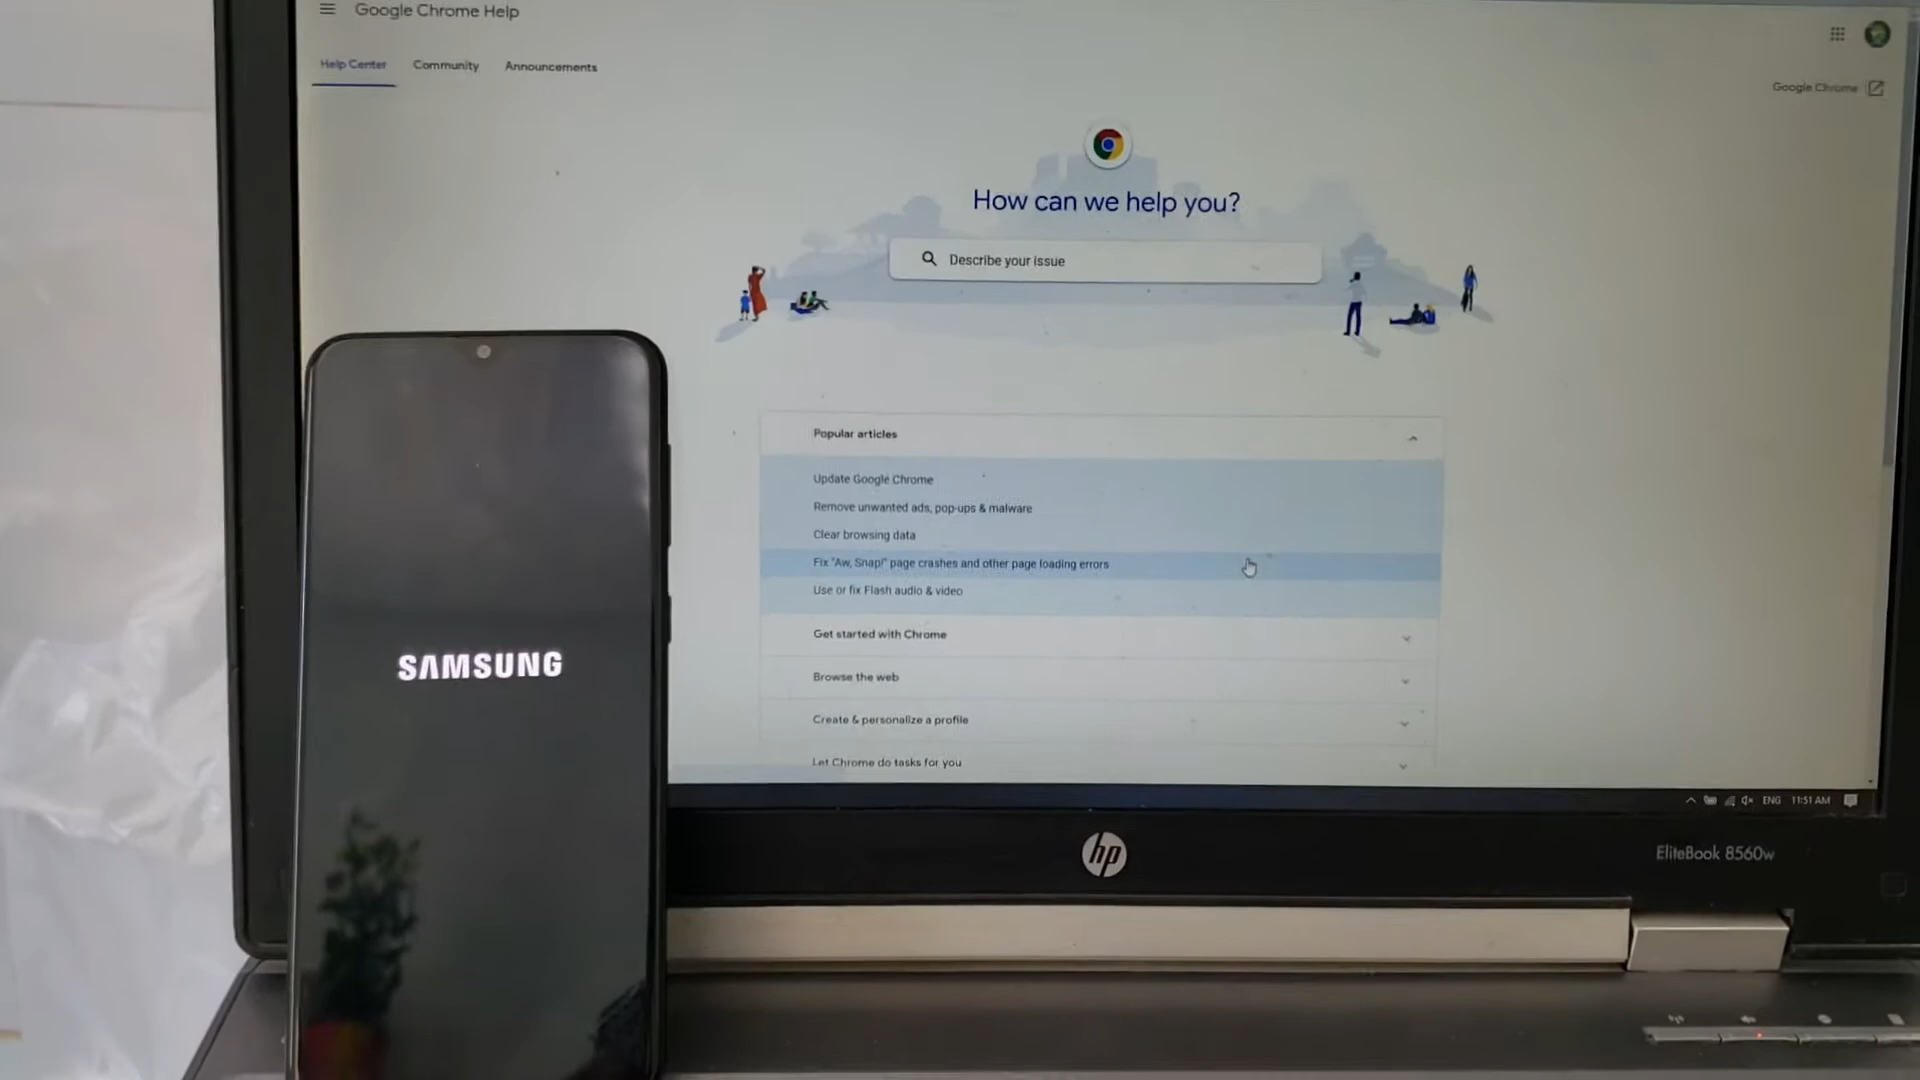 Google Chrome Help
Help Center
Community
Announcements
Google Chrome
How can we help you?
Describe your issue
Popular articles
Update Google Chrome
Remove unwanted ads, pop-ups & malware
Clear browsing data
Fix "Aw, Snap!" page crashes and other page loading errors
Use or fix Flash audio & video
Get started with Chrome
Browse the web
Create & personalize a profile
Let Chrome do tasks for you
ENG 11:51 AM
SAMSUNG
hp
EliteBook 8560w